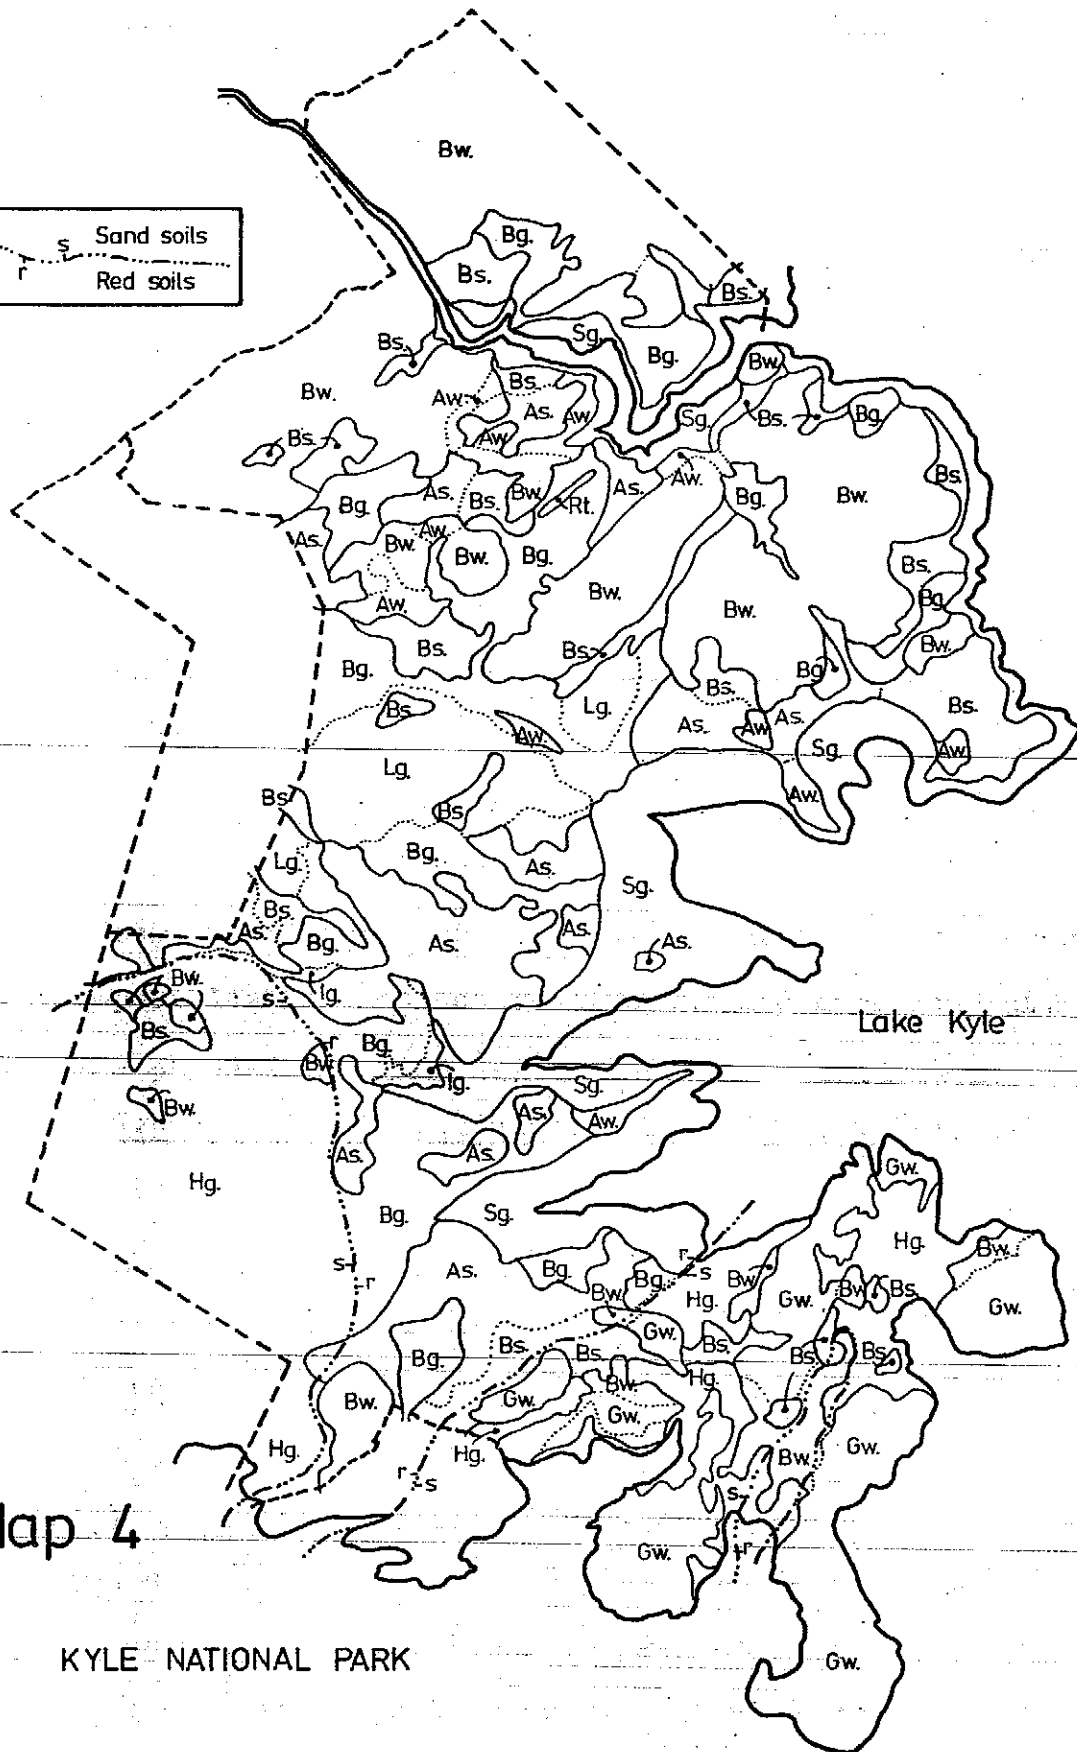 Bw.
s Sand soils
r Red soils
Bg.
Bs.
Bs.
Sg.
Bg.
Bs.
Bw.
Bw.
Bs.
Aw.
As.
Aw.
Sg.
Bs.
Bg.
Aw.
Bs.
Bs.
Bg.
As.
Bs.
Bw.
Rt.
As.
Aw.
Bg.
Bw.
As.
Bw.
Aw.
Bw.
Bg.
Bs.
Aw.
Bw.
Bw.
Bg.
Bs.
Bs.
Bg.
Bw.
Bg.
Bs.
Lg.
Bs.
As.
Aw.
As.
Bs.
Aw.
Sg.
Aw.
Lg.
Aw.
Bs.
Bs.
Bg.
As.
Lg.
Sg.
Bs.
As.
Bg.
As.
As.
As.
Bw.
s
Lg.
Lake Kyle
Bs.
r
Bw.
Bg.
Lg.
Sg.
Bw.
As.
Aw.
As.
As.
Gw.
Hg.
Bg.
Sg.
Hg.
Bw.
r
s
s
r
As.
Bg.
Bw.
Bg.
Hg.
Bw.
Gw.
Bw.
Bs.
Gw.
Bg.
Bs.
Bs.
Gw.
Bs.
Bs.
Bs.
Bw.
Gw.
Bw.
Hg.
Gw.
Hg.
Hg.
Bw.
Gw.
r
s
s
Map 4
Gw.
r
KYLE NATIONAL PARK
Gw.